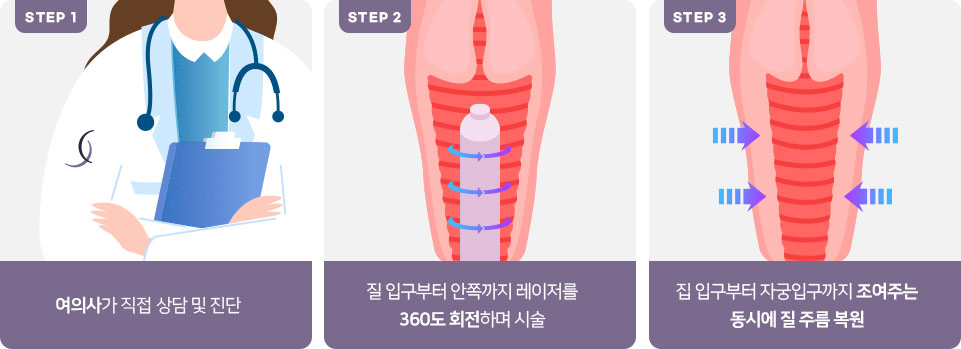 STEP 1
여의사가 직접 상담 및 진단
STEP 2
질 입구부터 안쪽까지 레이저를
360도 회전하며 시술
STEP 3
집 입구부터 자궁입구까지 조여주는
동시에 질 주름 복원